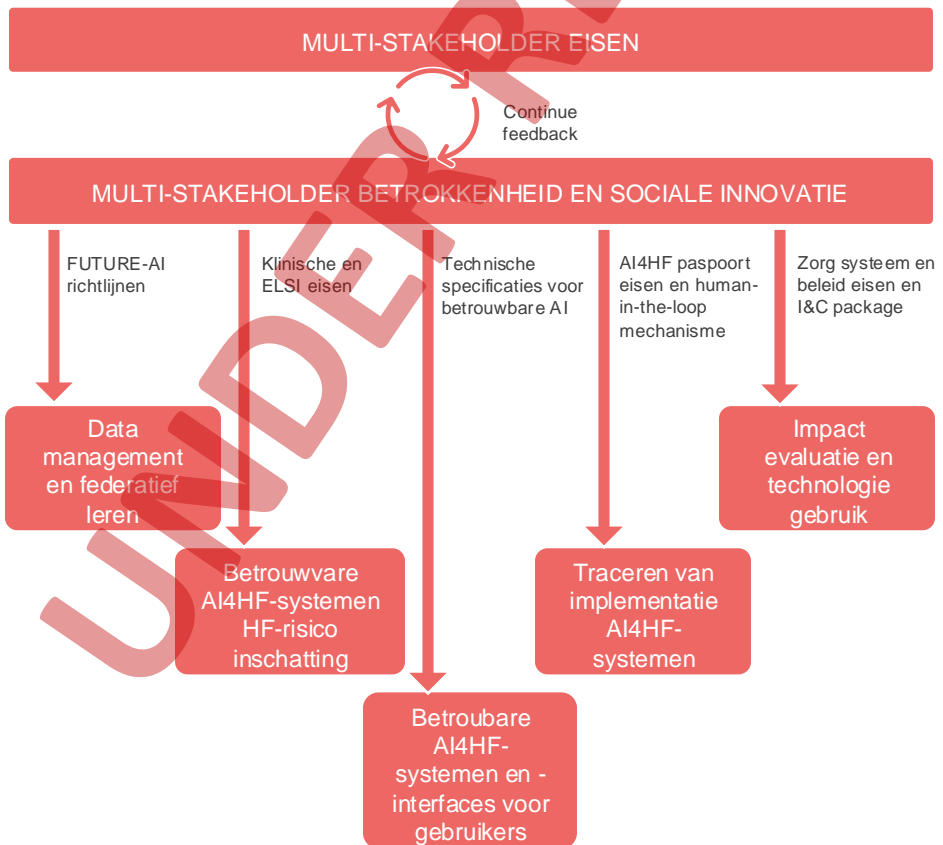 MULTI-STAKEHOLDER EISEN
Continue
feedback
MULTI-STAKEHOLDER BETROKKENHEID EN SOCIALE INNOVATIE
FUTURE-AI
richtlijnen
Klinische en
ELSI eisen
Technische
specificaties voor
betrouwbare AI
AI4HF paspoort
eisen en human-
in-the-loop
mechanisme
Zorg systeem en
beleid eisen en
I&C package
Data
management
en federatief
leren
Impact
evaluatie en
technologie
gebruik
Betrouwvare
AI4HF-systemen
HF-risico
inschatting
Traceren van
implementatie
AI4HF-
systemen
Betroubare
AI4HF-
systemen en -
interfaces voor
gebruikers
UNDER R